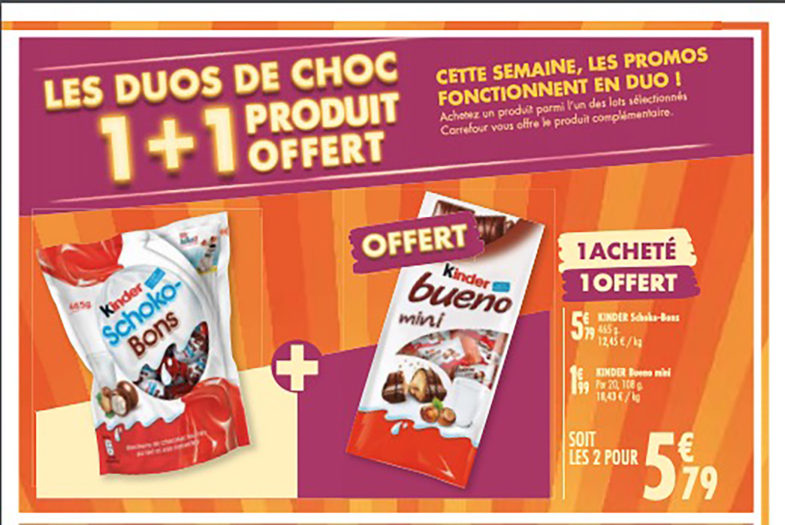 LES DUOS DE CHOC
1+1 PRODUIT
OFFERT
CETTE SEMAINE, LES PROMOS
FONCTIONNENT EN DUO !
Achetez un produit parmi l'un des lots sélectionnés
Carrefour vous offre le produit complémentaire.
OFFERT
465g
Kinder
Schoko-
Bons
+
Kinder
bueno
mini
1 ACHETÉ
1 OFFERT
5€79 KINDER Schoko-Bons
465 g
12,45 € / kg
1€99 KINDER Bueno mini
Par 20, 108 g
18,43 € / kg
SOIT
LES 2 POUR 5€79